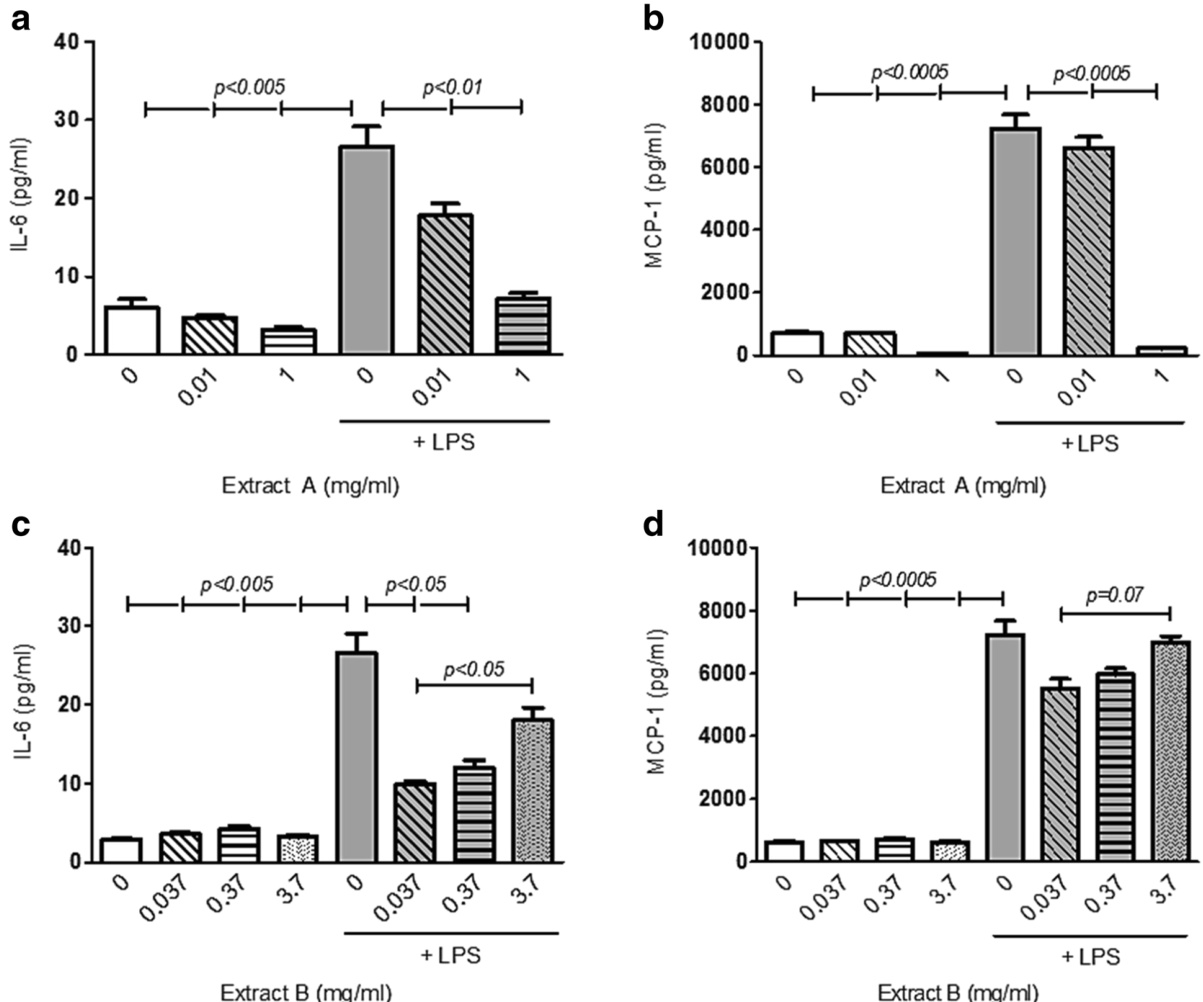 a
40
30
20
10
0
IL-6 (pg/ml)
p<0.005
p<0.01
0
0.01
1
0
0.01
1
+ LPS
Extract A (mg/ml)
b
10000
8000
6000
4000
2000
0
MCP-1 (pg/ml)
p<0.0005
p<0.0005
0
0.01
1
0
0.01
1
+ LPS
Extract A (mg/ml)
c
40
30
20
10
0
IL-6 (pg/ml)
p<0.005
p<0.05
p<0.05
0
0.037
0.37
3.7
0
0.037
0.37
3.7
+ LPS
Extract B (mg/ml)
d
10000
8000
6000
4000
2000
0
MCP-1 (pg/ml)
p<0.0005
p=0.07
0
0.037
0.37
3.7
0
0.037
0.37
3.7
+ LPS
Extract B (mg/ml)